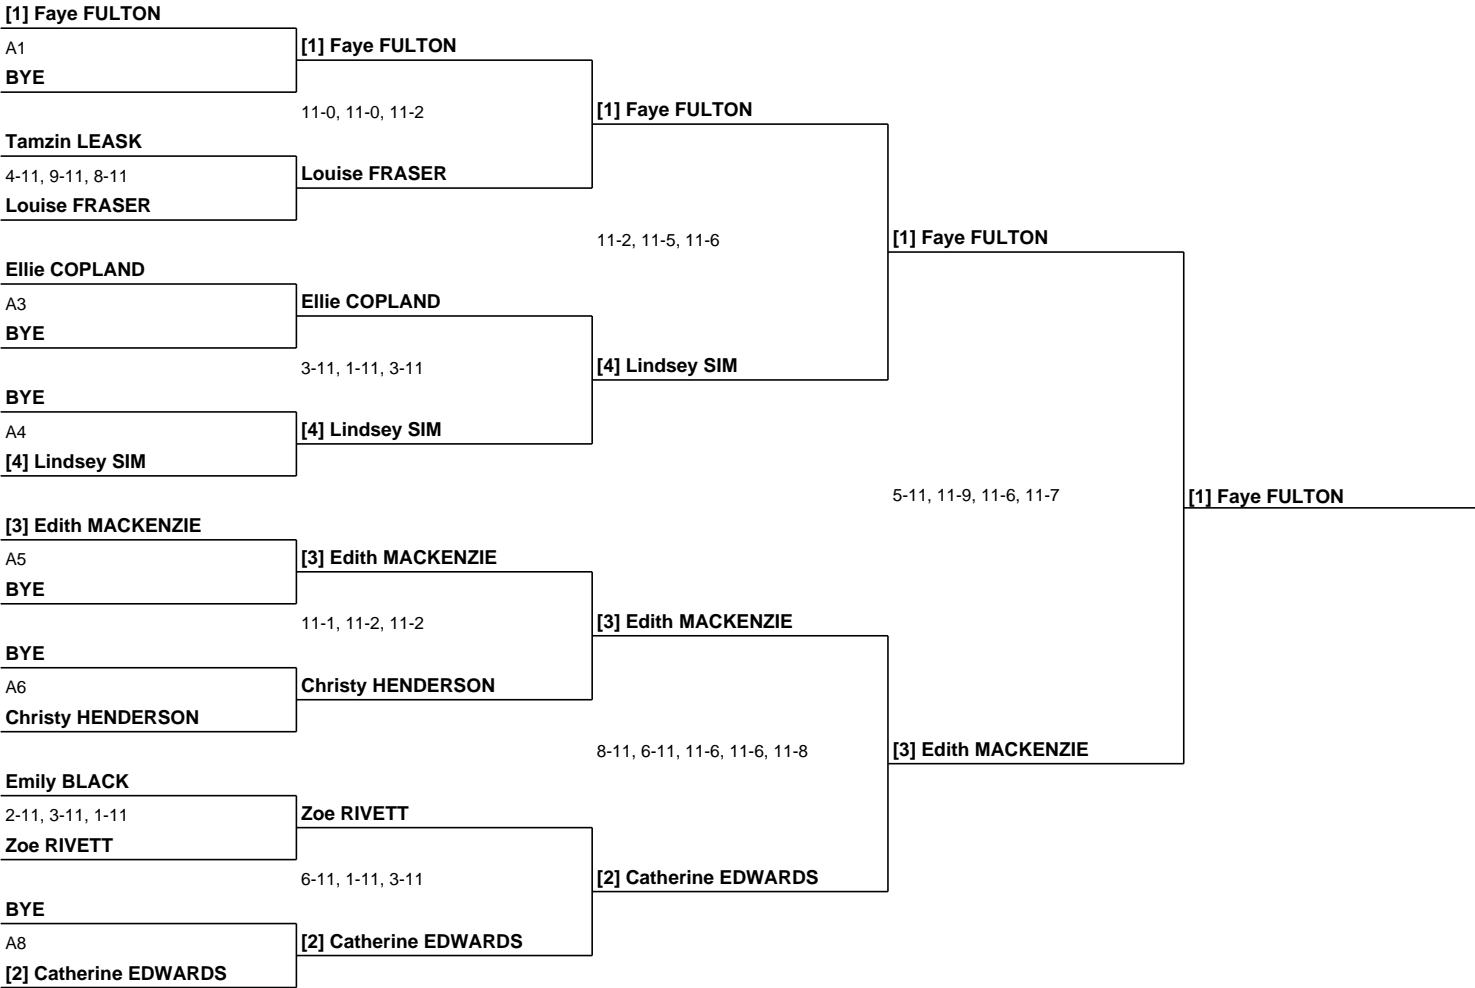 [1] Faye FULTON
A1
BYE
Tamzin LEASK
4-11, 9-11, 8-11
Louise FRASER
Ellie COPLAND
A3
BYE
BYE
A4
[4] Lindsey SIM
[3] Edith MACKENZIE
A5
BYE
BYE
A6
Christy HENDERSON
Emily BLACK
2-11, 3-11, 1-11
Zoe RIVETT
BYE
A8
[2] Catherine EDWARDS
[1] Faye FULTON
11-0, 11-0, 11-2
Louise FRASER
Ellie COPLAND
3-11, 1-11, 3-11
[4] Lindsey SIM
[3] Edith MACKENZIE
11-1, 11-2, 11-2
Christy HENDERSON
Zoe RIVETT
6-11, 1-11, 3-11
[2] Catherine EDWARDS
[1] Faye FULTON
11-2, 11-5, 11-6
[4] Lindsey SIM
[3] Edith MACKENZIE
8-11, 6-11, 11-6, 11-6, 11-8
[2] Catherine EDWARDS
[1] Faye FULTON
5-11, 11-9, 11-6, 11-7
[3] Edith MACKENZIE
[1] Faye FULTON